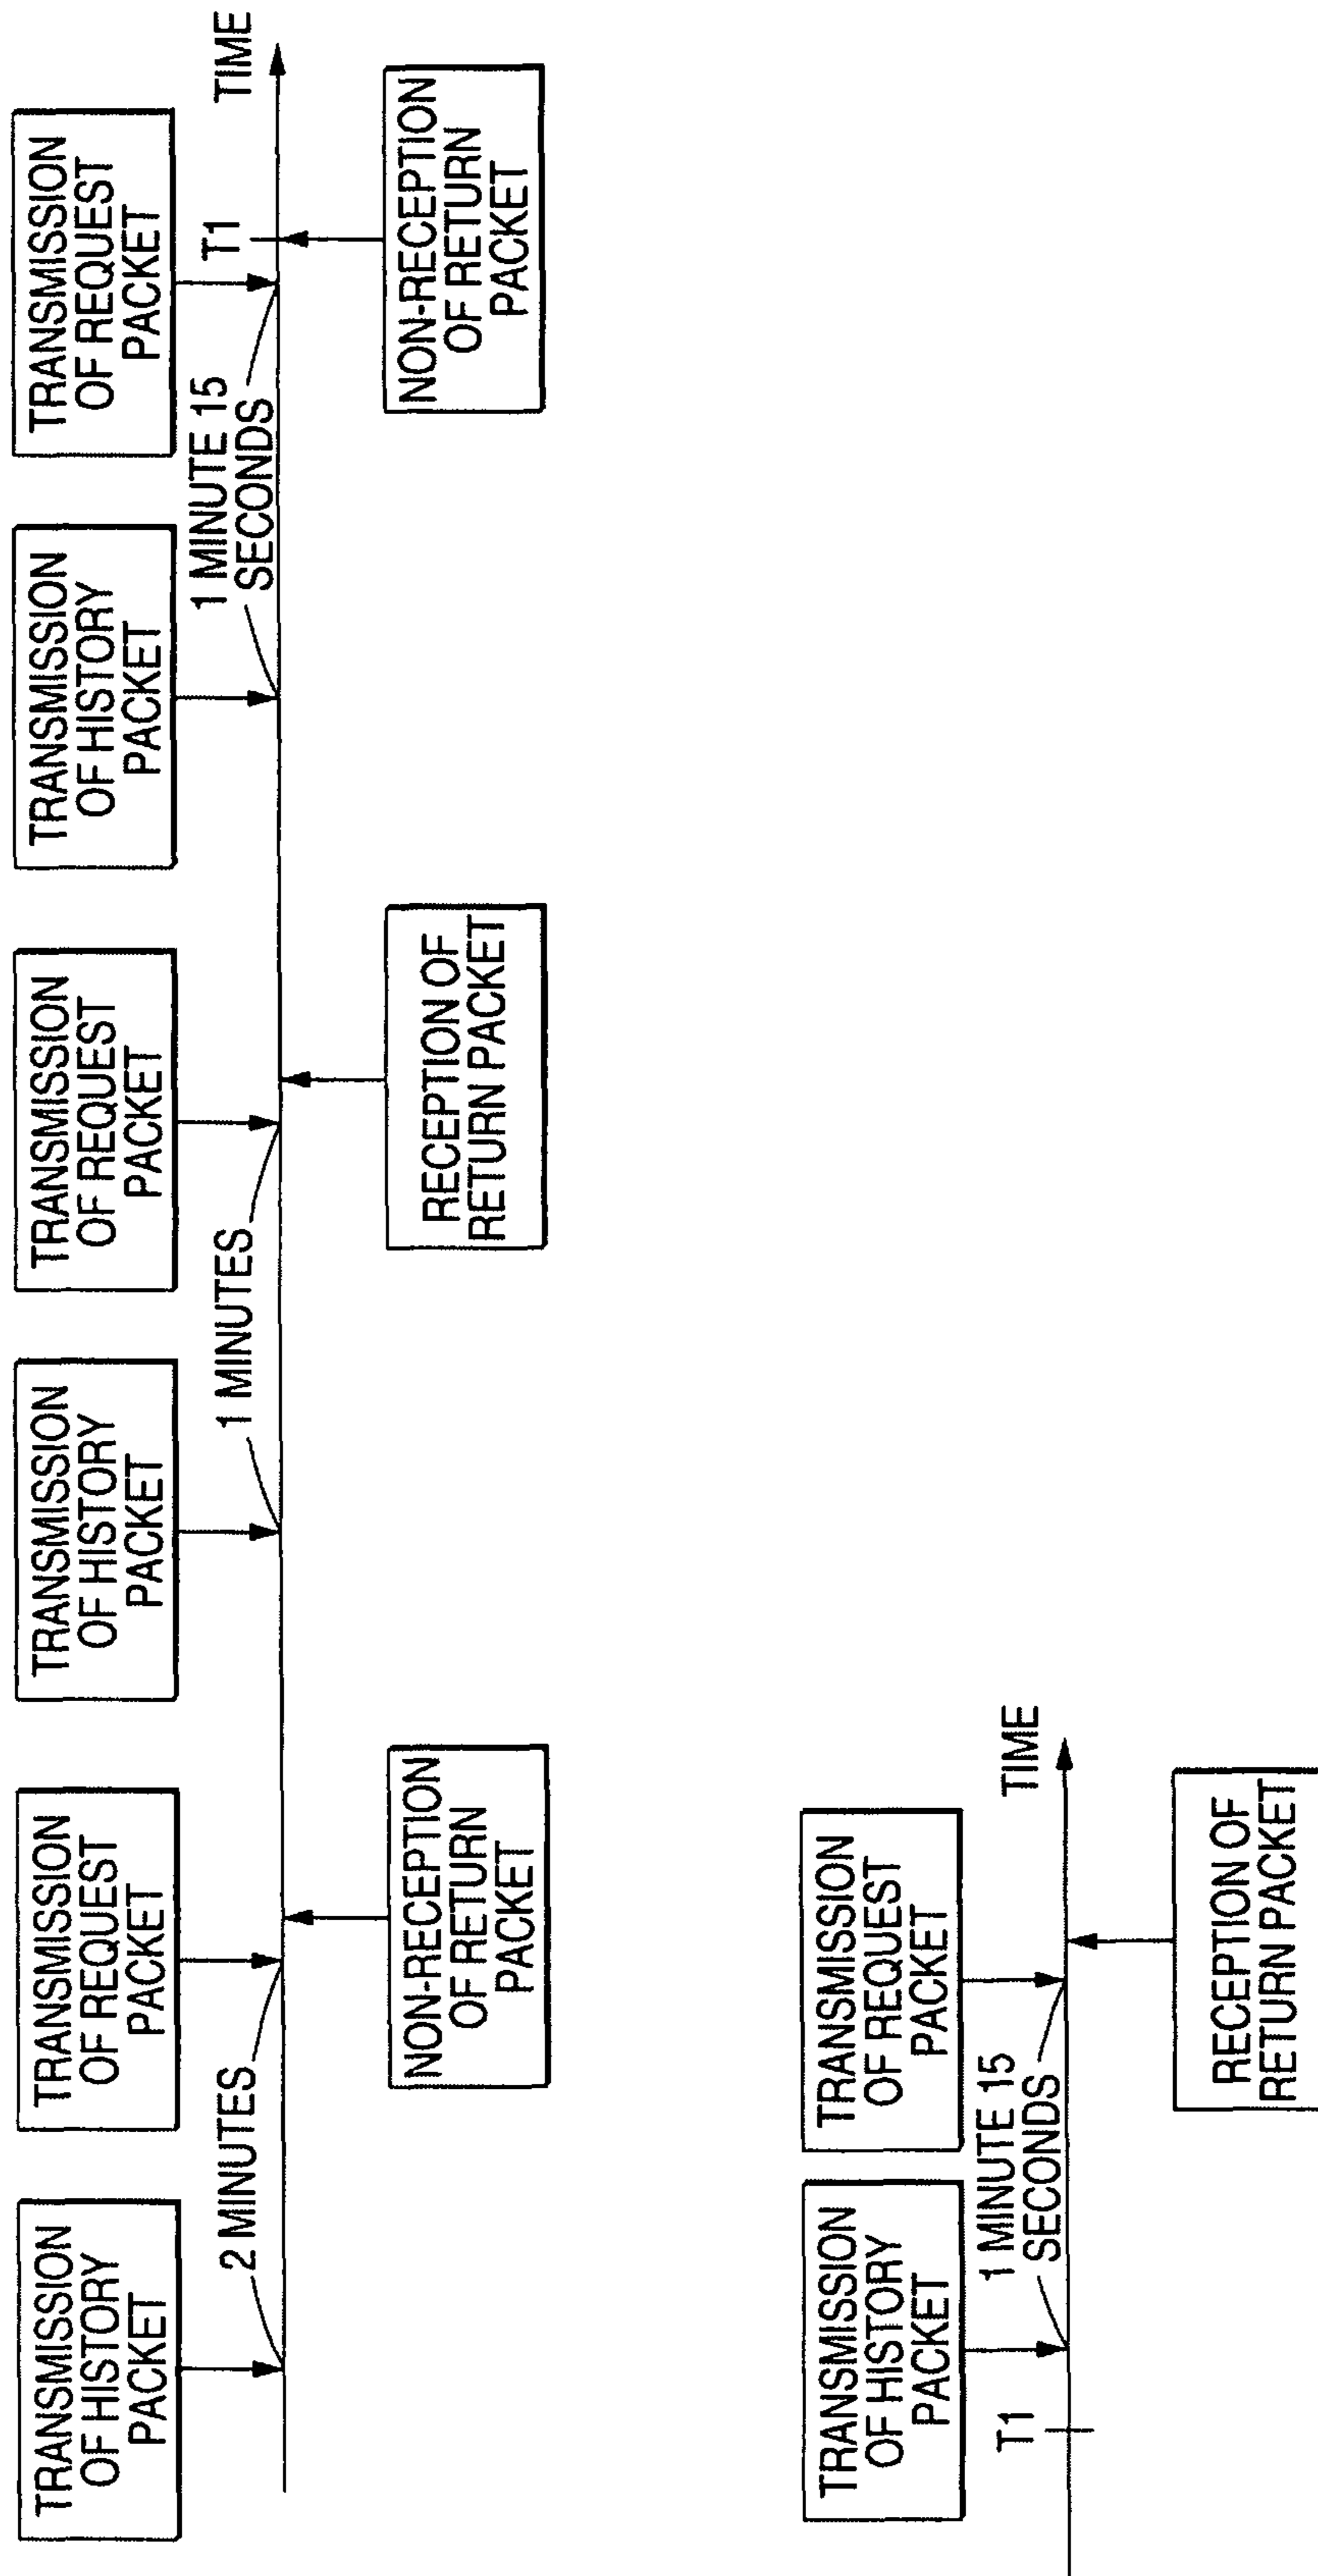 TRANSMISSION
OF HISTORY
PACKET
2 MINUTES
TRANSMISSION
OF REQUEST
PACKET
NON-RECEPTION
OF RETURN
PACKET
TRANSMISSION
OF HISTORY
PACKET
1 MINUTES
TRANSMISSION
OF REQUEST
PACKET
RECEPTION OF
RETURN PACKET
TRANSMISSION
OF HISTORY
PACKET
1 MINUTE 15
SECONDS
TRANSMISSION
OF REQUEST
PACKET
T1
NON-RECEPTION
OF RETURN
PACKET
TIME
T1
TRANSMISSION
OF HISTORY
PACKET
1 MINUTE 15
SECONDS
TRANSMISSION
OF REQUEST
PACKET
RECEPTION OF
RETURN PACKET
TIME